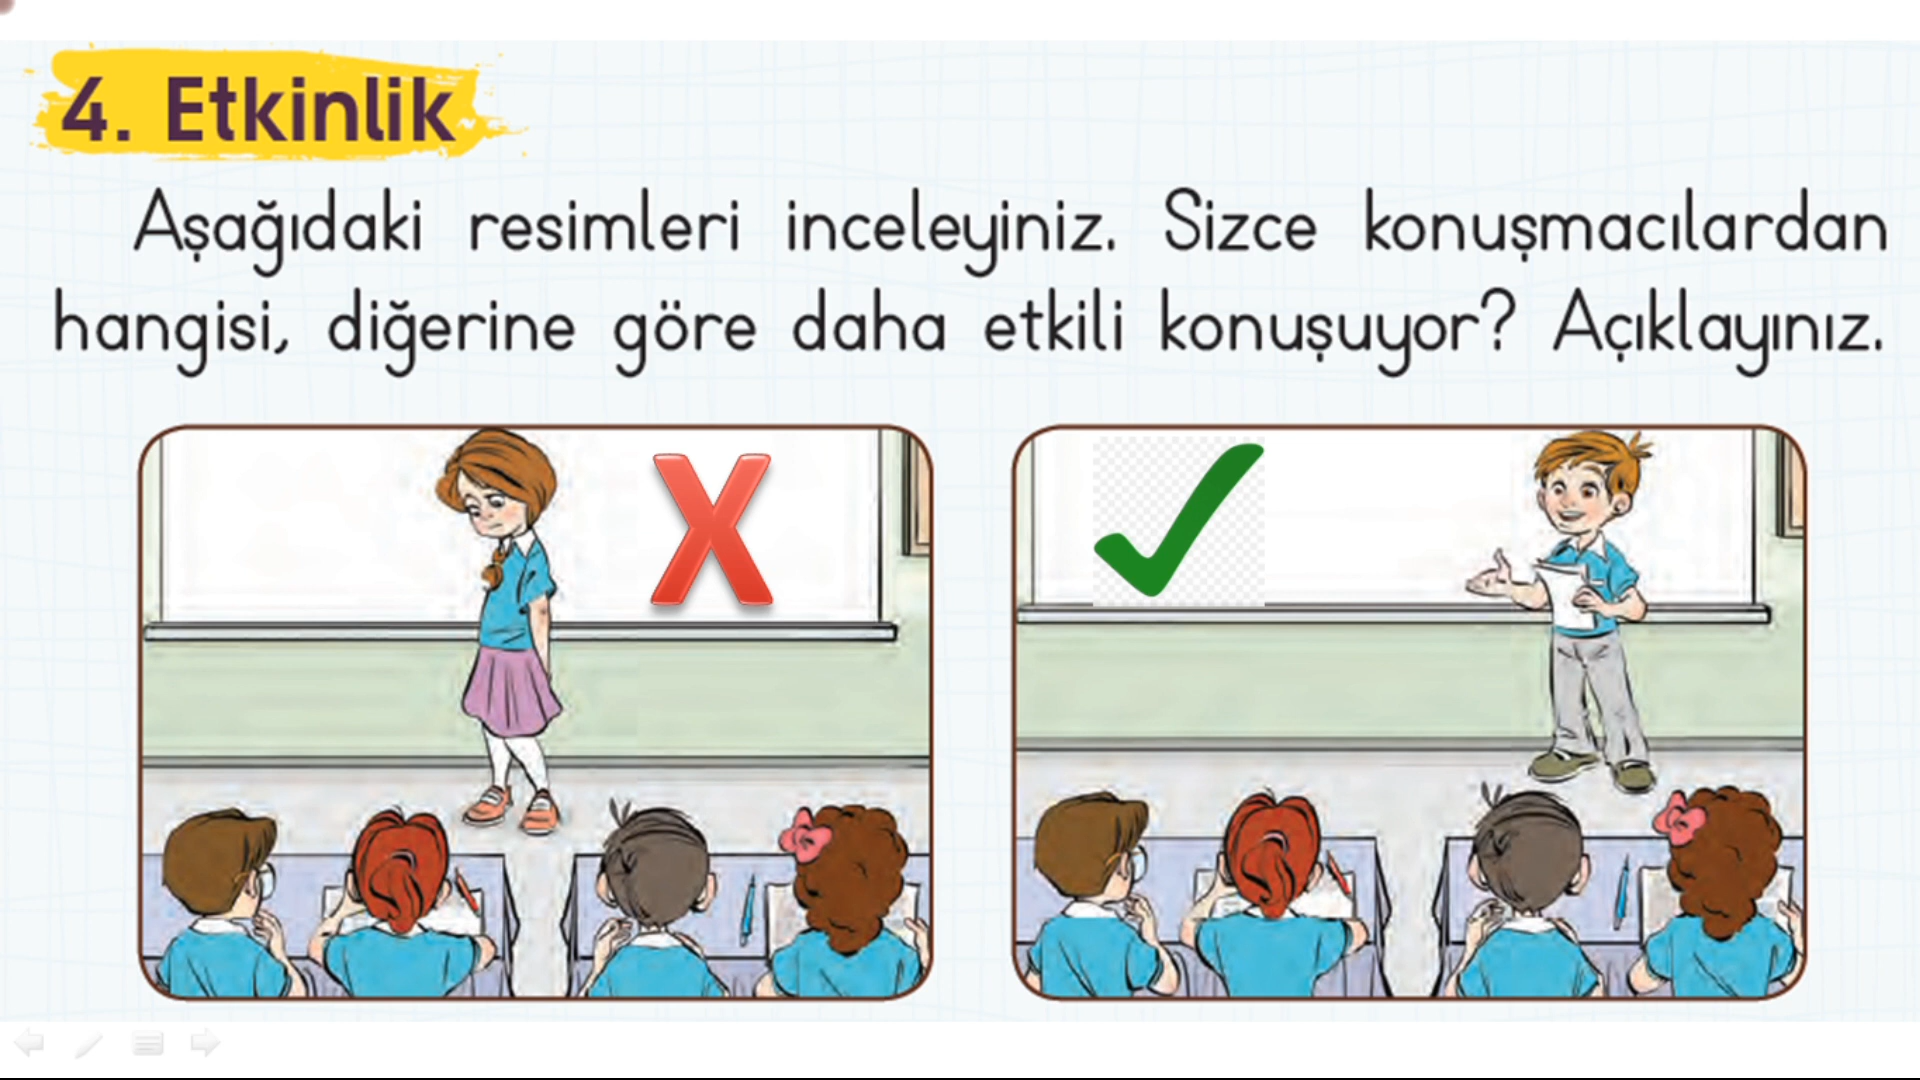 4. Etkinlik
Aşağıdaki resimleri inceleyiniz. Sizce konuşmacılardan
hangisi, diğerine göre daha etkili konuşuyor? Açıklayınız.